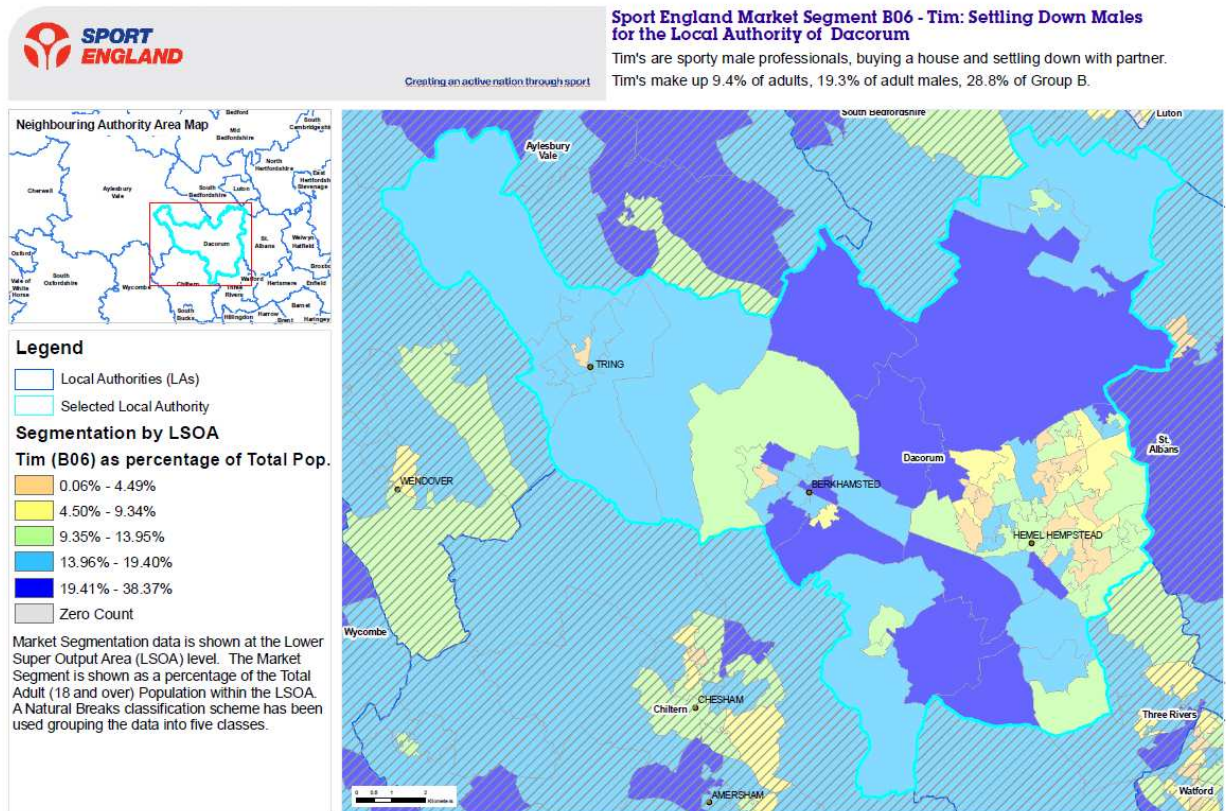 SPORT
ENGLAND
Creating an active nation through sport
Sport England Market Segment B06 - Tim: Settling Down Males
for the Local Authority of Dacorum
Tim's are sporty male professionals, buying a house and settling down with partner.
Tim's make up 9.4% of adults, 19.3% of adult males, 28.8% of Group B.
Neighbouring Authority Area Map
Bedford
Mid
Bedfordshire
South
North
Hertfordshire
East
Stevenage
Cherwell
Aylesbury
Vale
South
Bedfordshire
Luton
Dacorum
St.
Albans
Welwyn
Hatfield
Oxford
South
Oxfordshire
Vale of
White
Horse
Wycombe
Chiltern
Three
Rivers
Watford
Hertsmere
Enfield
South
Bucks
Hillingdon
Harrow
Barnet
Brent
Haringey
Legend
Local Authorities (LAs)
Selected Local Authority
Segmentation by LSOA
Tim (B06) as percentage of Total Pop.
0.06% - 4.49%
4.50% - 9.34%
9.35% - 13.95%
13.96% - 19.40%
19.41% - 38.37%
Zero Count
Market Segmentation data is shown at the Lower
Super Output Area (LSOA) level. The Market
Segment is shown as a percentage of the Total
Adult (18 and over) Population within the LSOA.
A Natural Breaks classification scheme has been
used grouping the data into five classes.
South Bedfordshire
Luton
Aylesbury
Vale
TRING
WENDOVER
Dacorum
St.
Albans
BERKHAMSTED
HEMEL HEMPSTEAD
Wycombe
Chiltern
CHESHAM
Three Rivers
AMERSHAM
Watford
0 0.5 1 2
Kilometers